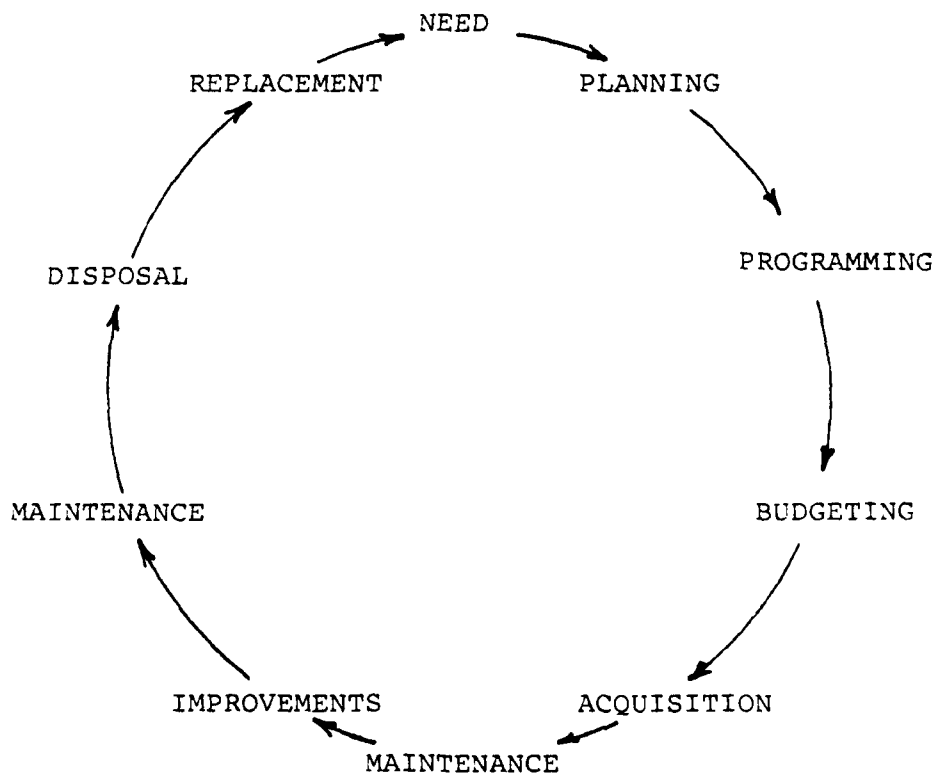 NEED
PLANNING
PROGRAMMING
BUDGETING
ACQUISITION
MAINTENANCE
IMPROVEMENTS
MAINTENANCE
DISPOSAL
REPLACEMENT